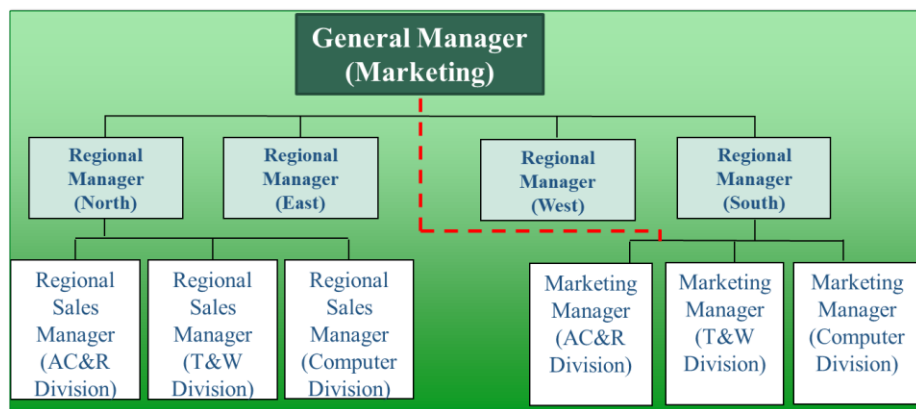 General Manager
(Marketing)
Regional
Manager
(North)
Regional
Manager
(East)
Regional
Manager
(West)
Regional
Manager
(South)
Regional
Sales
Manager
(AC&R
Division)
Regional
Sales
Manager
(T&W
Division)
Regional
Sales
Manager
(Computer
Division)
Marketing
Manager
(AC&R
Division)
Marketing
Manager
(T&W
Division)
Marketing
Manager
(Computer
Division)